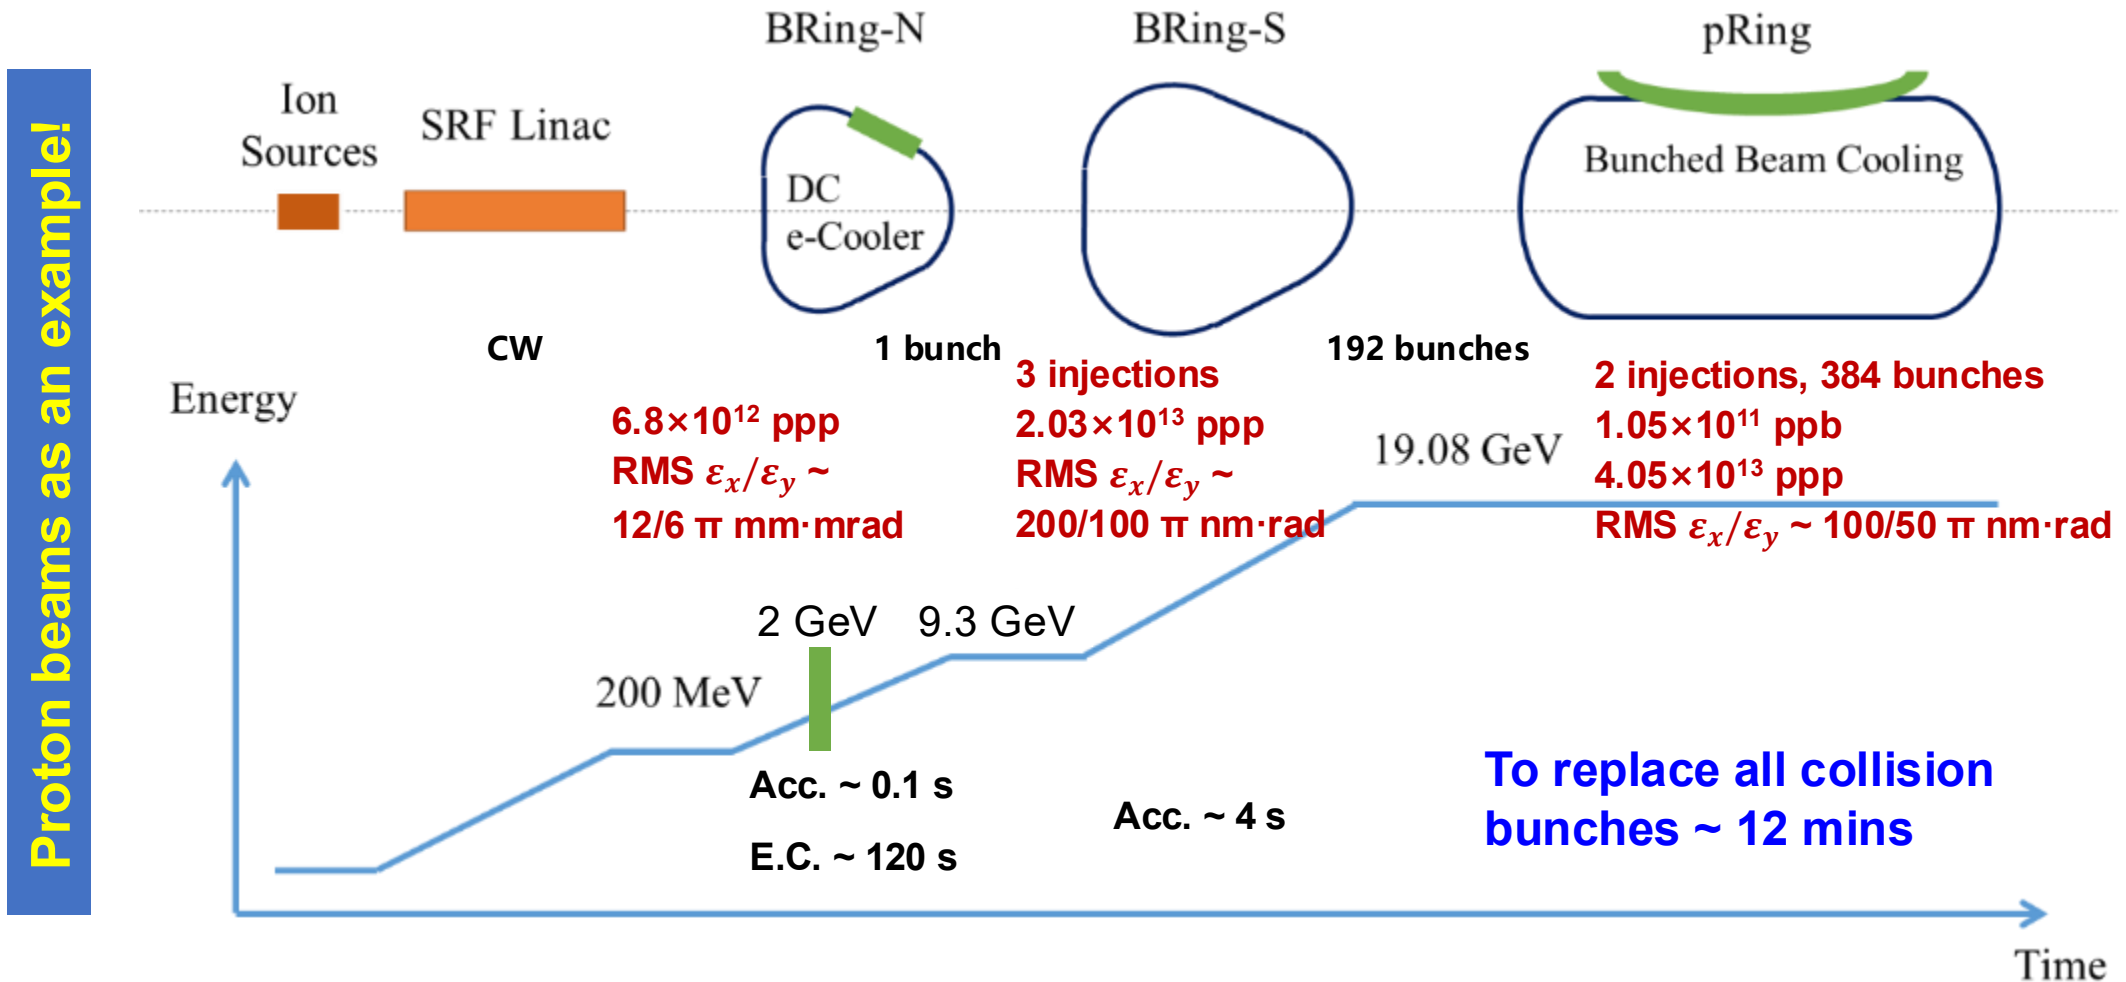 Proton beams as an example!
BRing-N
BRing-S
pRing
Ion
Sources
SRF Linac
DC
e-Cooler
Bunched Beam Cooling
CW
1 bunch
192 bunches
3 injections
2.03×10¹³ ppp
RMS εₓ/εᵧ ~
200/100 π nm·rad
2 injections, 384 bunches
1.05×10¹¹ ppb
4.05×10¹³ ppp
RMS εₓ/εᵧ ~ 100/50 π nm·rad
Energy
6.8×10¹² ppp
RMS εₓ/εᵧ ~
12/6 π mm·mrad
19.08 GeV
2 GeV
9.3 GeV
200 MeV
Acc. ~ 0.1 s
E.C. ~ 120 s
Acc. ~ 4 s
To replace all collision
bunches ~ 12 mins
Time